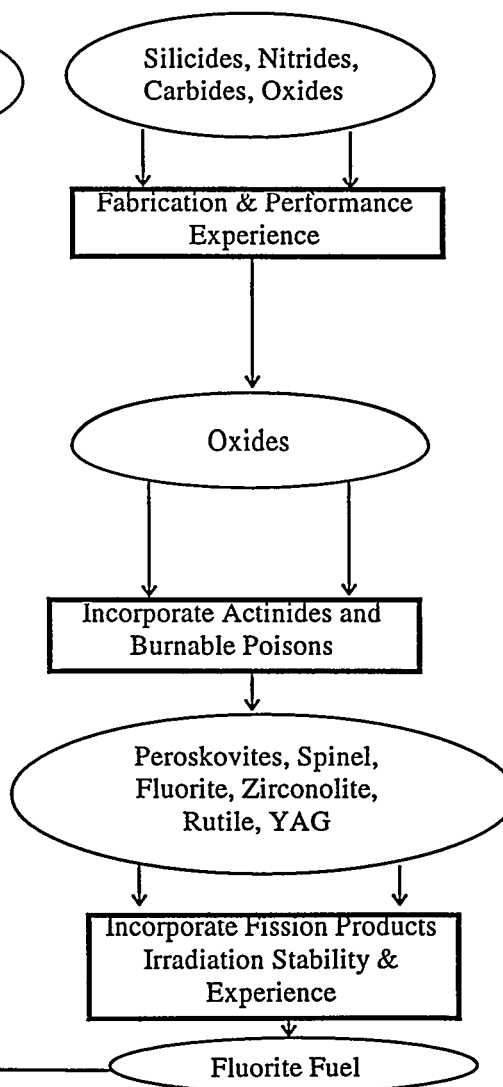 Silicides, Nitrides,
Carbides, Oxides
Fabrication & Performance
Experience
Oxides
Incorporate Actinides and
Burnable Poisons
Peroskovites, Spinel,
Fluorite, Zirconolite,
Rutile, YAG
Incorporate Fission Products
Irradiation Stability &
Experience
Fluorite Fuel